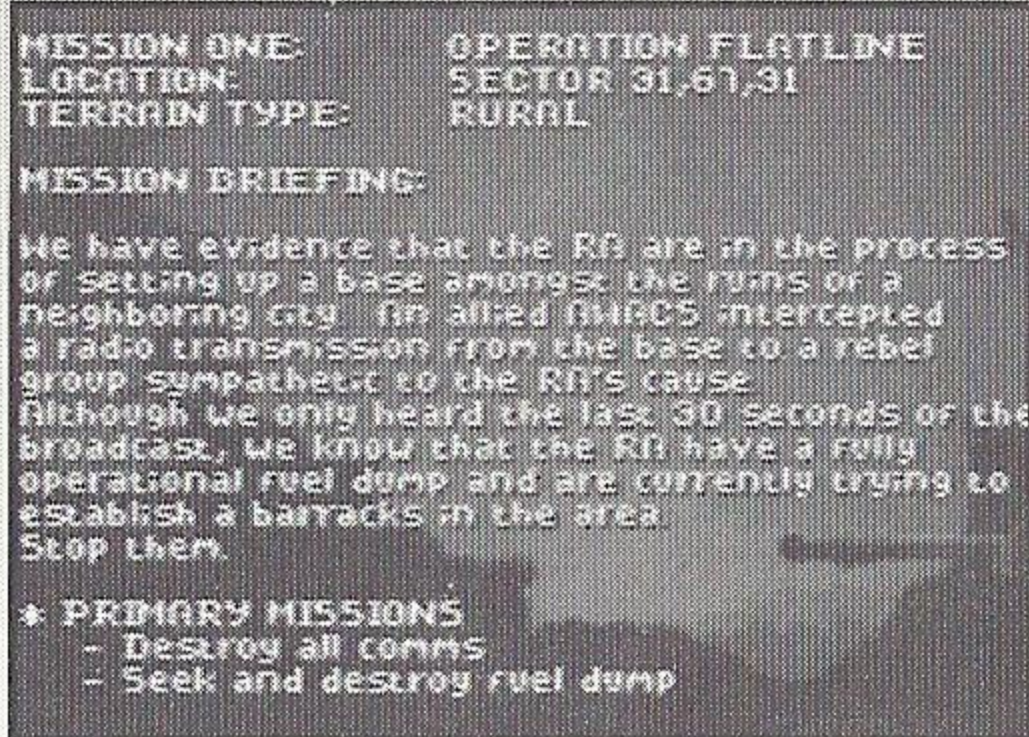 MISSION ONE: OPERATION FLATLINE
LOCATION: SECTOR 31,67,31
TERRAIN TYPE: RURAL
MISSION BRIEFING:
We have evidence that the RA are in the process
of setting up a base amongst the ruins of a
neighboring city. An allied AWACS intercepted
a radio transmission from the base to a rebel
group sympathetic to the RA's cause.
Although we only heard the last 30 seconds of the
broadcast, we know that the RA have a fully
operational fuel dump and are currently trying to
establish a barracks in the area.
Stop them.
* PRIMARY MISSIONS
- Destroy all comms
- Seek and destroy fuel dump